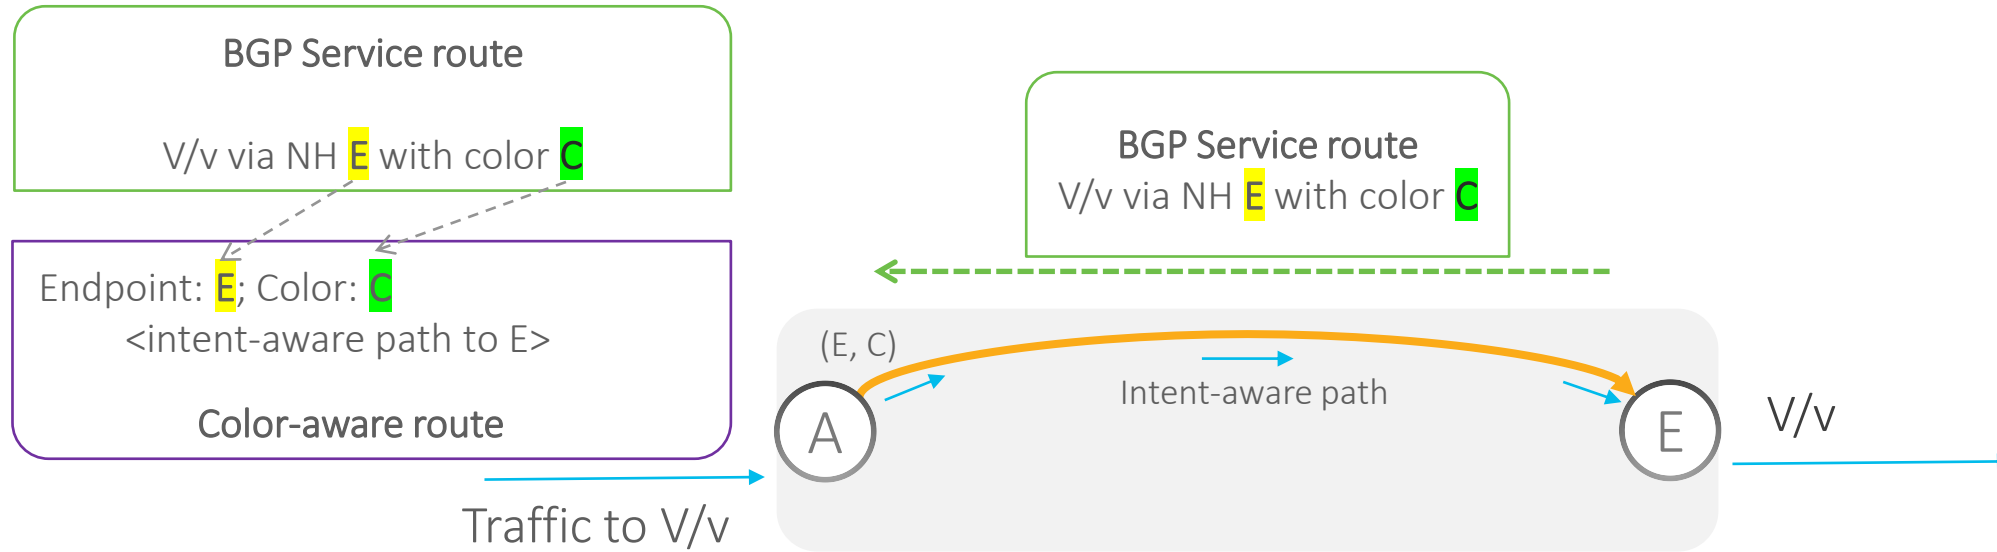 BGP Service route
V/v via NH E with color C
Endpoint: E; Color: C
<intent-aware path to E>
Color-aware route
Traffic to V/v
BGP Service route
V/v via NH E with color C
(E, C)
Intent-aware path
A
E
V/v